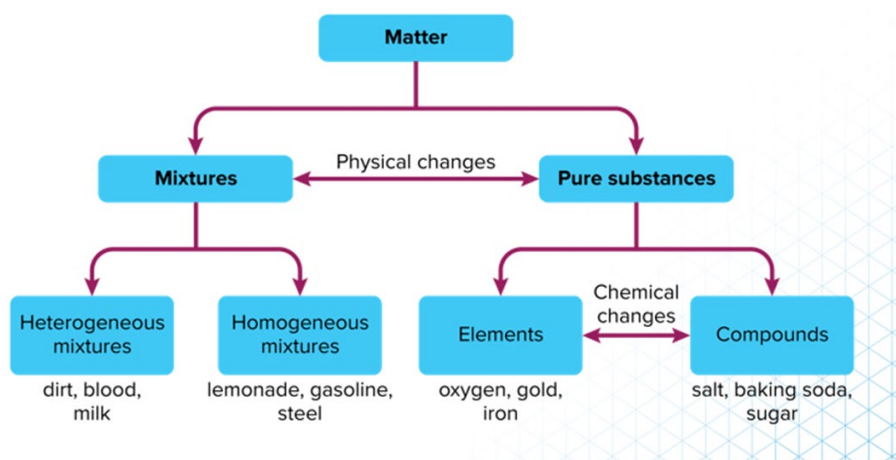 Matter
Physical changes
Mixtures
Pure substances
Chemical
changes
Heterogeneous
mixtures
Homogeneous
mixtures
Elements
Compounds
dirt, blood,
milk
lemonade, gasoline,
steel
oxygen, gold,
iron
salt, baking soda,
sugar